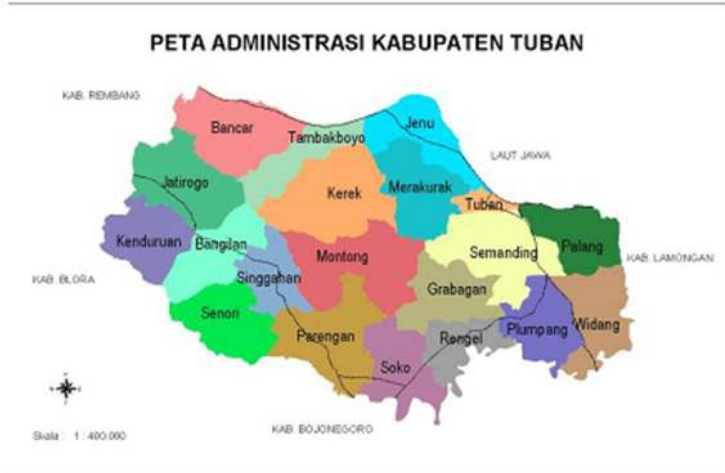 PETA ADMINISTRASI KABUPATEN TUBAN
KAB. REMBANG
Bancar
Tambakboyo
Jenu
LAUT JAWA
Jatirogo
Kerek
Merakurak
Tuban
Kenduruan
Bangilan
Montong
Semanding
Palang
KAB. LAMONGAN
KAB. BLORA
Singgahan
Grabagan
Senori
Parengan
Soko
Rengel
Plumpang
Widang
KAB. BOJONEGORO
Skala : 1 : 400.000